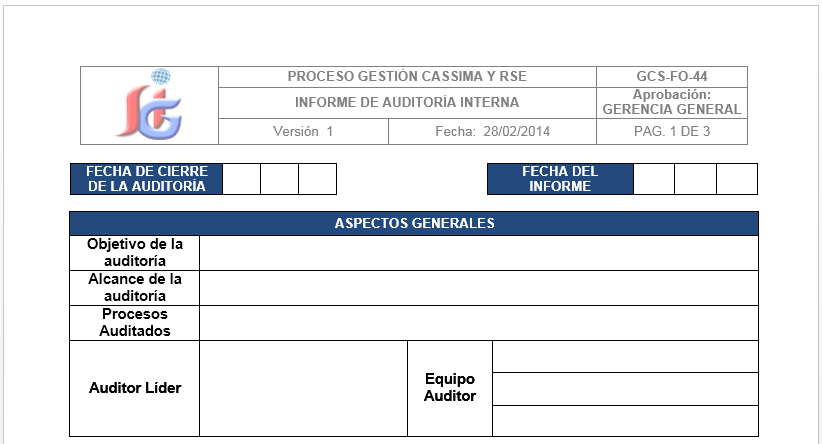 PROCESO GESTIÓN CASSIMA Y RSE
GCS-FO-44
INFORME DE AUDITORÍA INTERNA
Aprobación:
GERENCIA GENERAL
Versión 1
Fecha: 28/02/2014
PAG. 1 DE 3
FECHA DE CIERRE
DE LA AUDITORÍA
FECHA DEL
INFORME
ASPECTOS GENERALES
Objetivo de la
auditoría
Alcance de la
auditoría
Procesos
Auditados
Auditor Líder
Equipo
Auditor